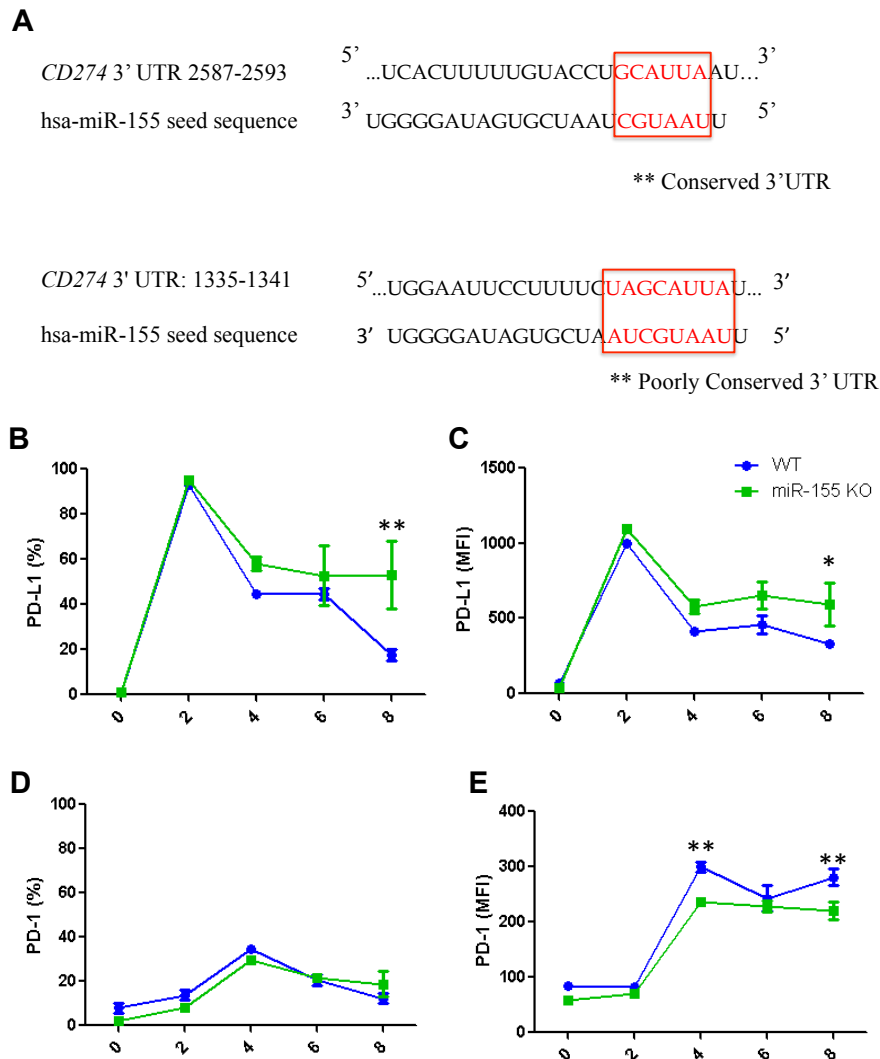 A
5’ 3’
CD274 3’ UTR 2587-2593 ...UCACUUUUUGUACCUGCAUUAAU...
3’ 5’
hsa-miR-155 seed sequence UGGGGAUAGUGCUAAUCGUAAUU
** Conserved 3’UTR
CD274 3' UTR: 1335-1341 5’ ...UGGAAUUCCUUUUCUAGCAUUAU... 3’
hsa-miR-155 seed sequence 3’ UGGGGAUAGUGCUAAUCGUAAUU 5’
** Poorly Conserved 3’ UTR
B
PD-L1 (%)
100
80
60
40
20
0
**
0 2 4 6 8
C
PD-L1 (MFI)
1500
1000
500
0
WT
miR-155 KO
*
0 2 4 6 8
D
PD-1 (%)
100
80
60
40
20
0
0 2 4 6 8
E
PD-1 (MFI)
400
300
200
100
0
** **
0 2 4 6 8